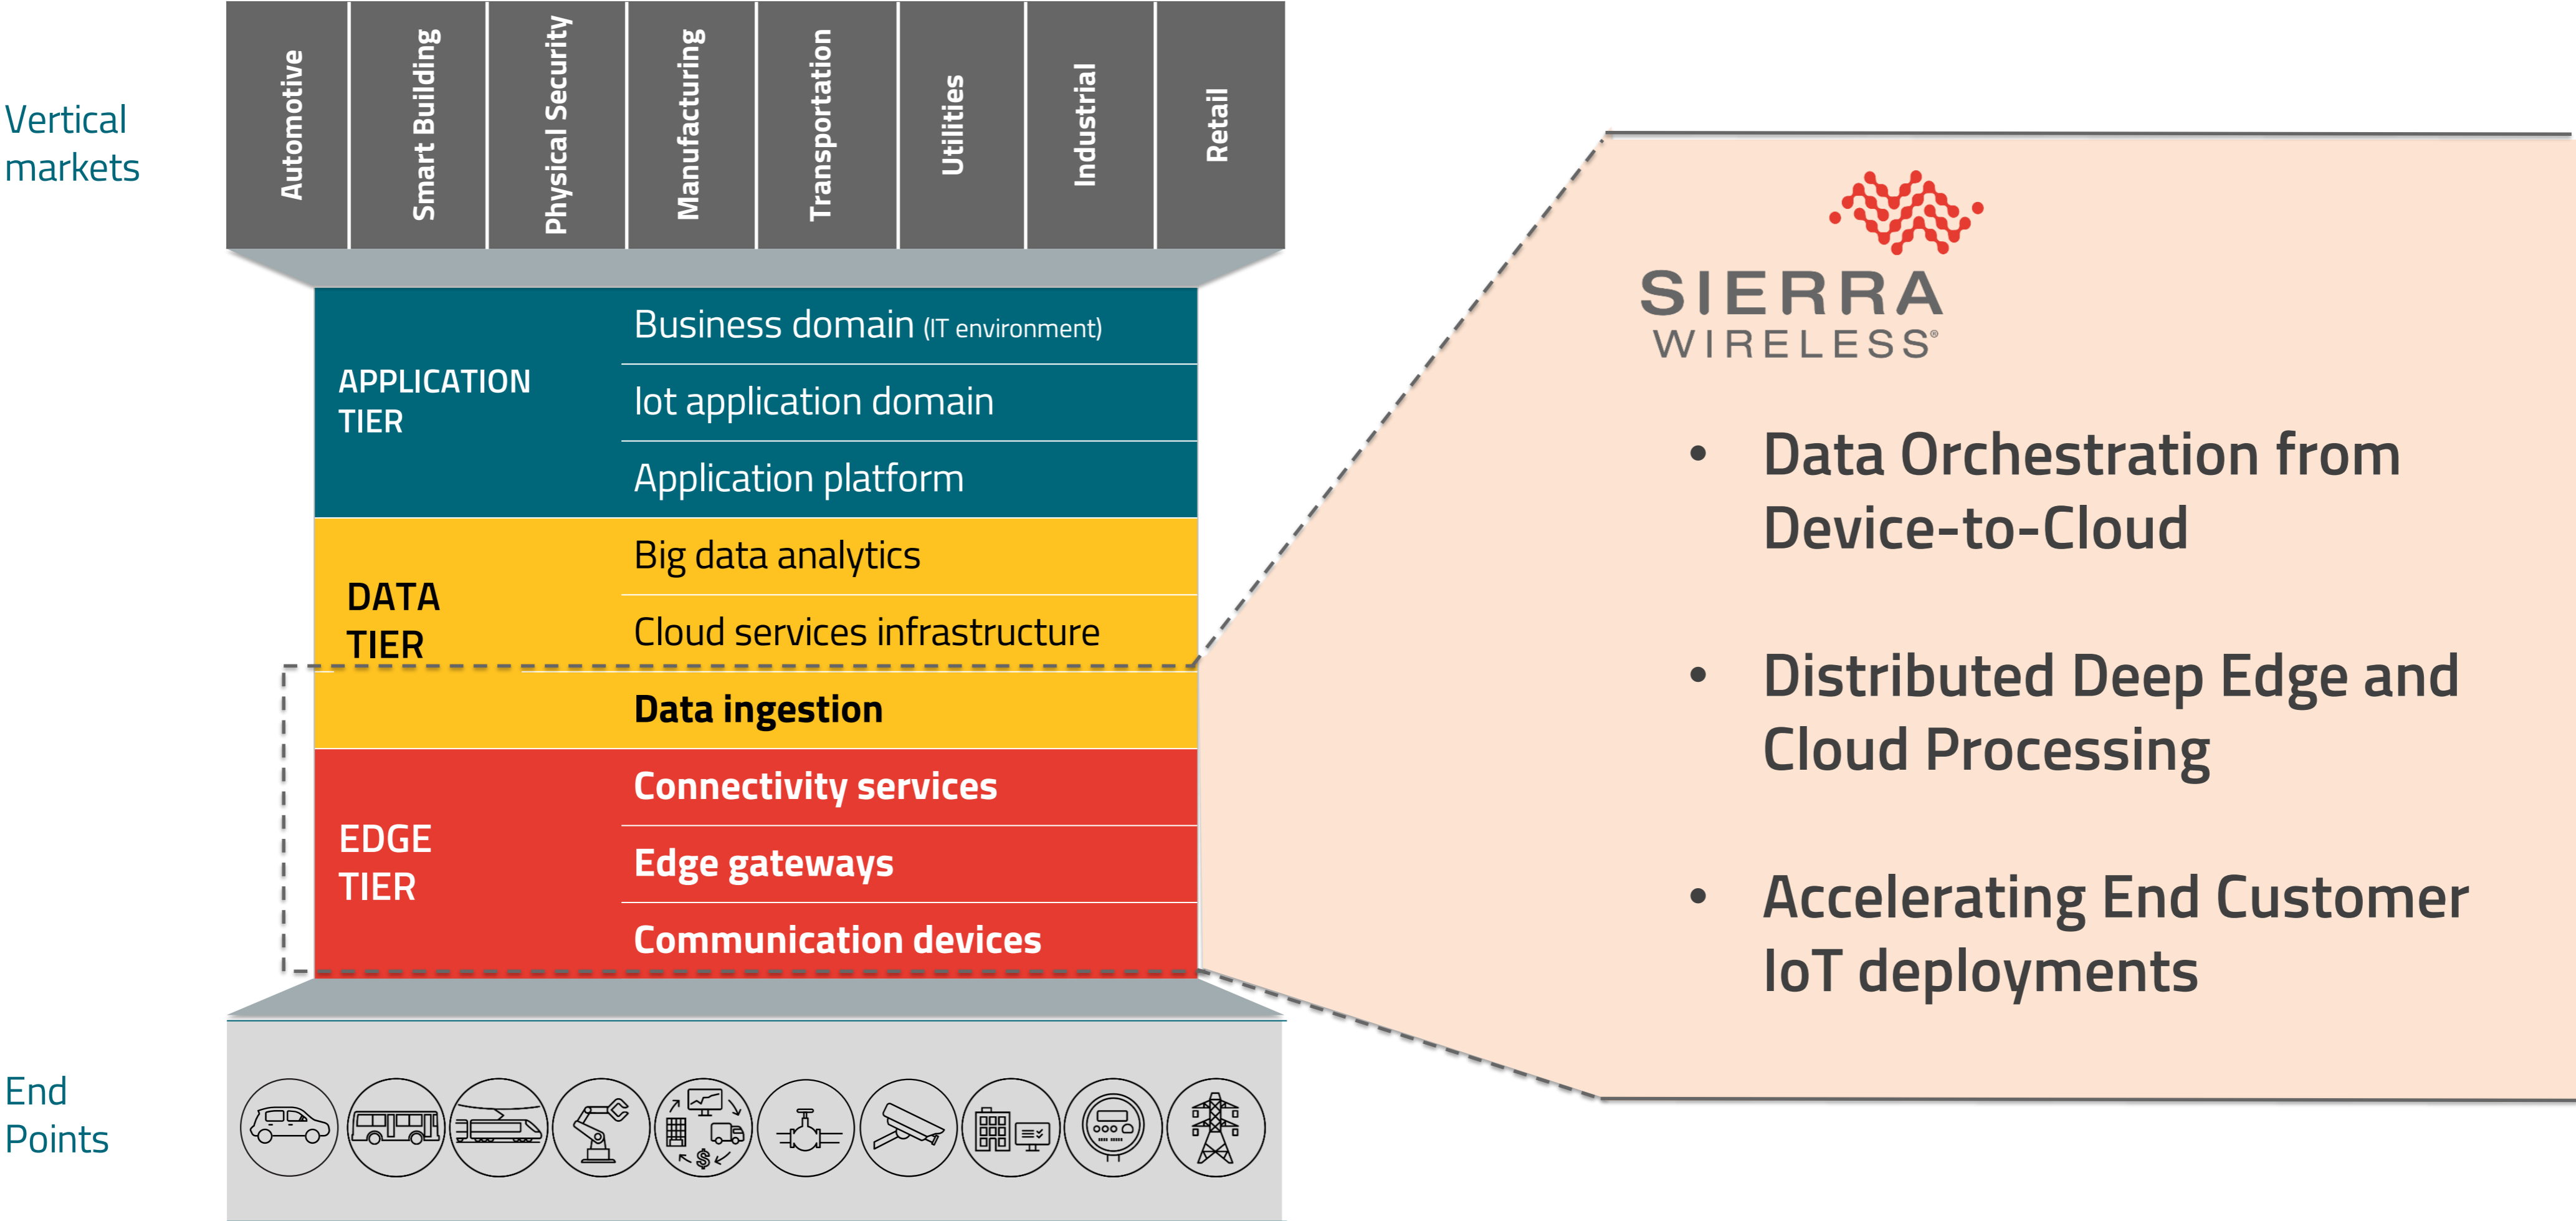 Vertical
markets
Automotive
Smart Building
Physical Security
Manufacturing
Transportation
Utilities
Industrial
Retail
APPLICATION
TIER
Business domain (IT environment)
Iot application domain
Application platform
DATA
TIER
Big data analytics
Cloud services infrastructure
Data ingestion
EDGE
TIER
Connectivity services
Edge gateways
Communication devices
End
Points
$
SIERRA
WIRELESS®
• Data Orchestration from
Device-to-Cloud
• Distributed Deep Edge and
Cloud Processing
• Accelerating End Customer
IoT deployments